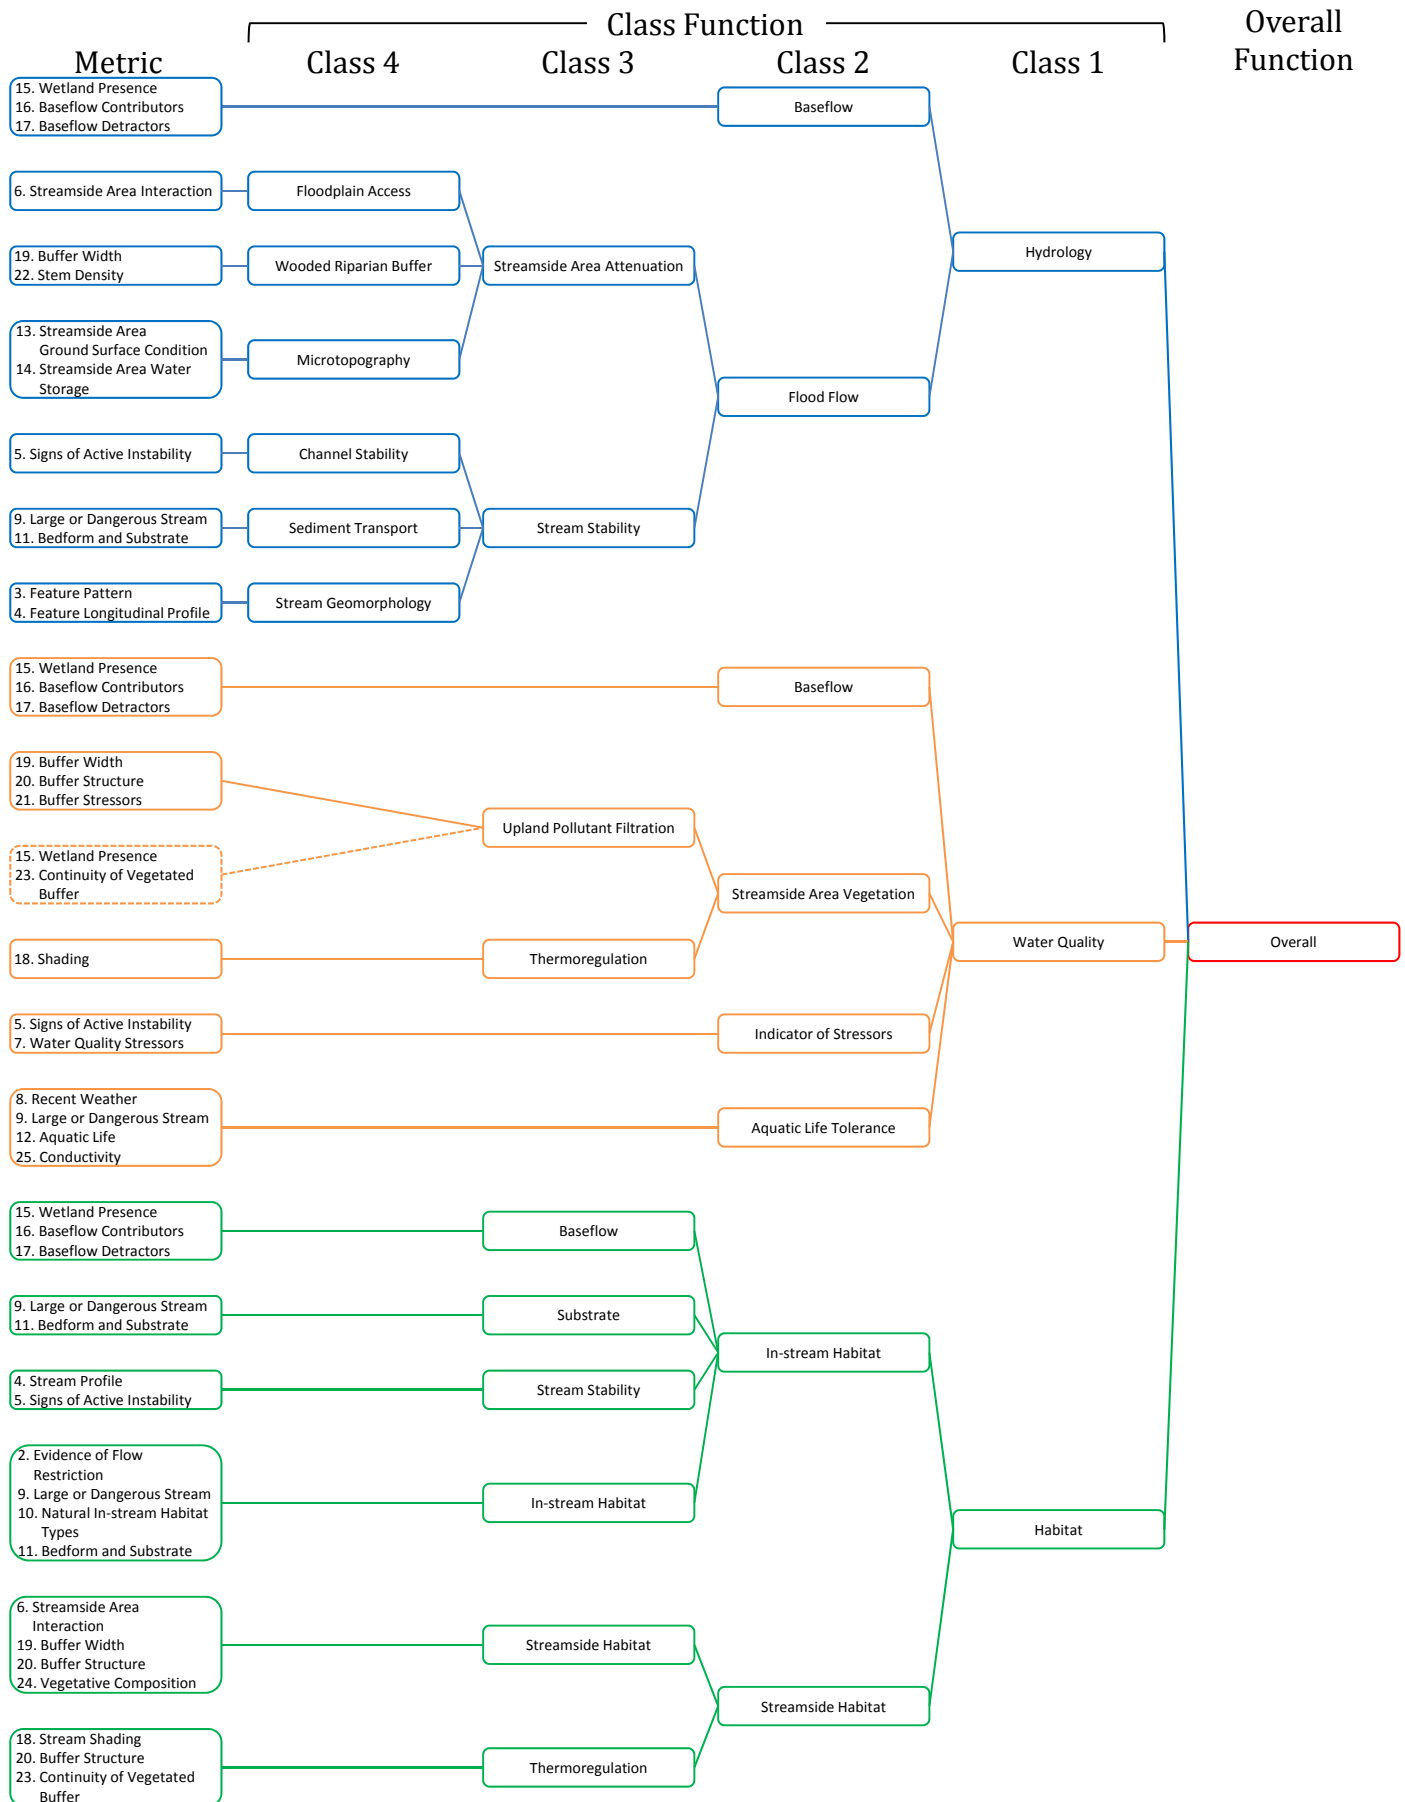 Class Function
Overall
Function
Metric
Class 4
Class 3
Class 2
Class 1
15. Wetland Presence
16. Baseflow Contributors
17. Baseflow Detractors
Baseflow
6. Streamside Area Interaction
Floodplain Access
19. Buffer Width
22. Stem Density
Wooded Riparian Buffer
Streamside Area Attenuation
Hydrology
13. Streamside Area
Ground Surface Condition
14. Streamside Area Water
Storage
Microtopography
Flood Flow
5. Signs of Active Instability
Channel Stability
9. Large or Dangerous Stream
11. Bedform and Substrate
Sediment Transport
Stream Stability
3. Feature Pattern
4. Feature Longitudinal Profile
Stream Geomorphology
15. Wetland Presence
16. Baseflow Contributors
17. Baseflow Detractors
Baseflow
19. Buffer Width
20. Buffer Structure
21. Buffer Stressors
Upland Pollutant Filtration
15. Wetland Presence
23. Continuity of Vegetated
Buffer
Streamside Area Vegetation
18. Shading
Thermoregulation
Water Quality
Overall
5. Signs of Active Instability
7. Water Quality Stressors
Indicator of Stressors
8. Recent Weather
9. Large or Dangerous Stream
12. Aquatic Life
25. Conductivity
Aquatic Life Tolerance
15. Wetland Presence
16. Baseflow Contributors
17. Baseflow Detractors
Baseflow
9. Large or Dangerous Stream
11. Bedform and Substrate
Substrate
In-stream Habitat
4. Stream Profile
5. Signs of Active Instability
Stream Stability
2. Evidence of Flow
Restriction
9. Large or Dangerous Stream
10. Natural In-stream Habitat
Types
11. Bedform and Substrate
In-stream Habitat
Habitat
6. Streamside Area
Interaction
19. Buffer Width
20. Buffer Structure
24. Vegetative Composition
Streamside Habitat
Streamside Habitat
18. Stream Shading
20. Buffer Structure
23. Continuity of Vegetated
Buffer
Thermoregulation